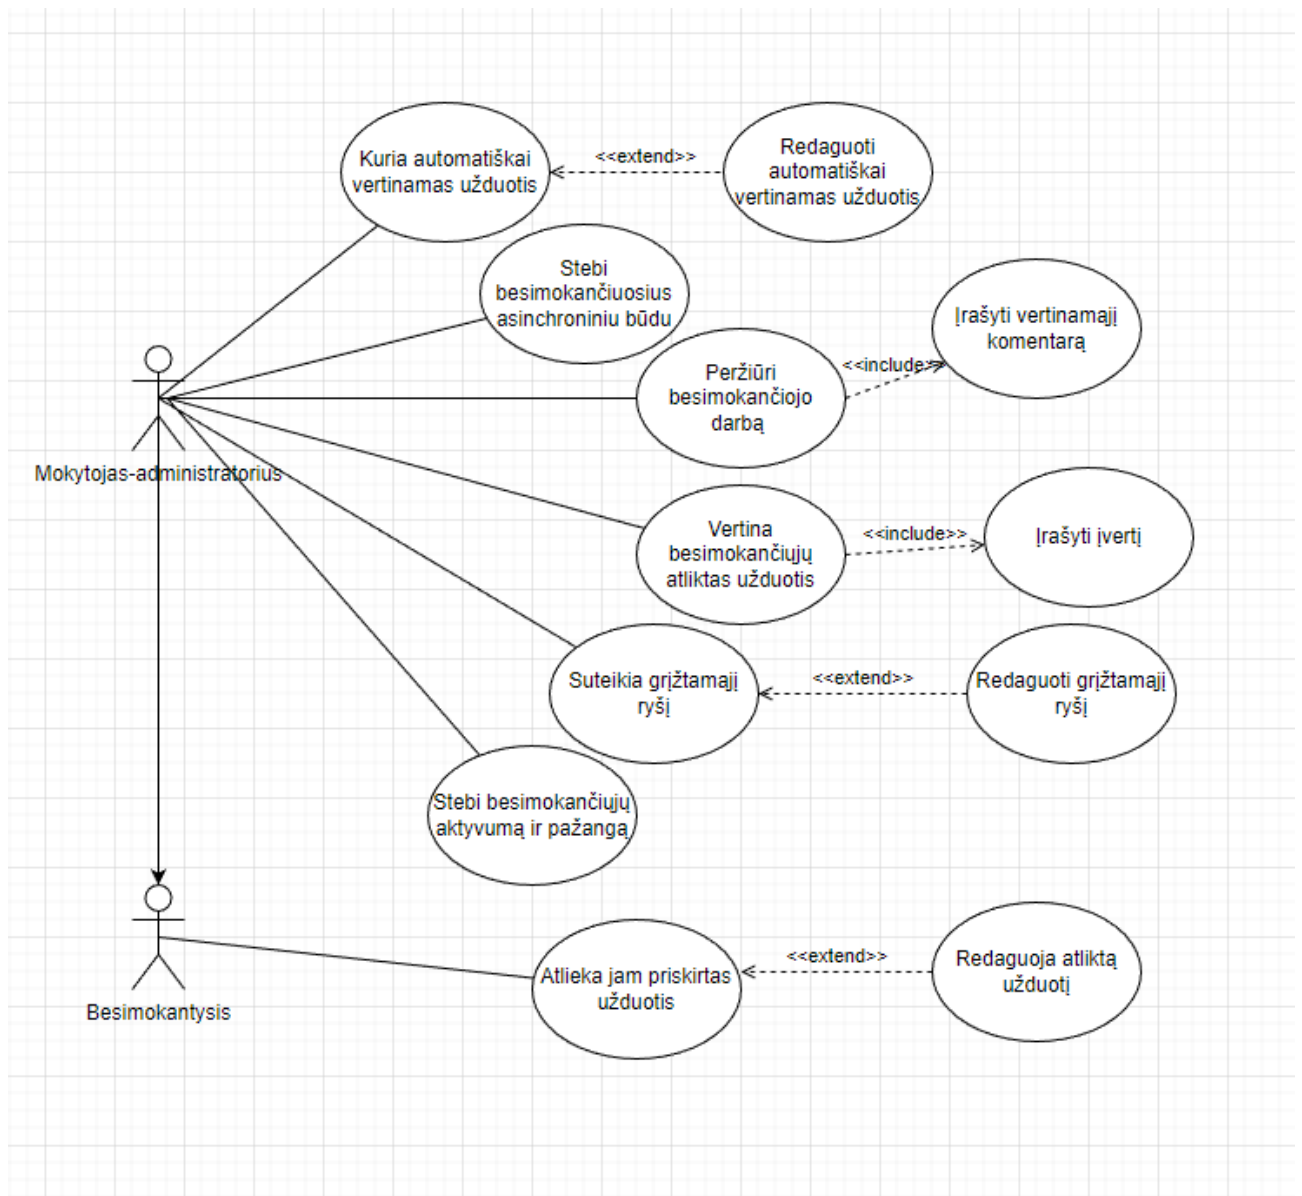 Kuria automatiškai
vertinamas užduotis
<<extend>>
Redaguoti
automatiškai
vertinamas užduotis
Stebi
besimokančiuosius
asinchroniniu būdu
Peržiūri
besimokančiojo
darbą
<<include>>
Įrašyti vertinamąjį
komentarą
Mokytojas-administratorius
Vertina
besimokančiųjų
atliktas užduotis
<<include>>
Įrašyti įvertį
Suteikia grįžtamąjį
ryšį
<<extend>>
Redaguoti grįžtamąjį
ryšį
Stebi besimokančiųjų
aktyvumą ir pažangą
Besimokantysis
Atlieka jam priskirtas
užduotis
<<extend>>
Redaguoja atliktą
užduotį